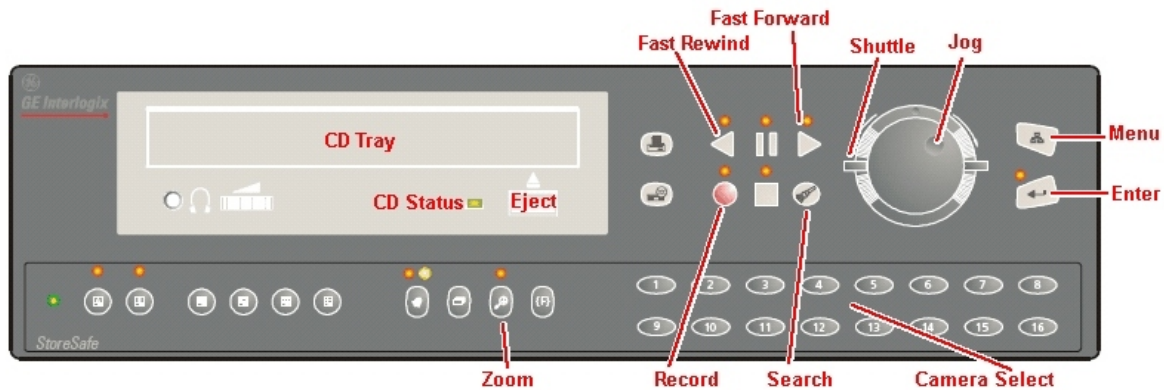 Fast Forward
Fast Rewind
Shuttle
Jog
GE Interlogix
CD Tray
Menu
CD Status
Eject
Enter
1 2 3 4 5 6 7 8
{F}
9 10 11 12 13 14 15 16
StoreSafe
Zoom
Record
Search
Camera Select